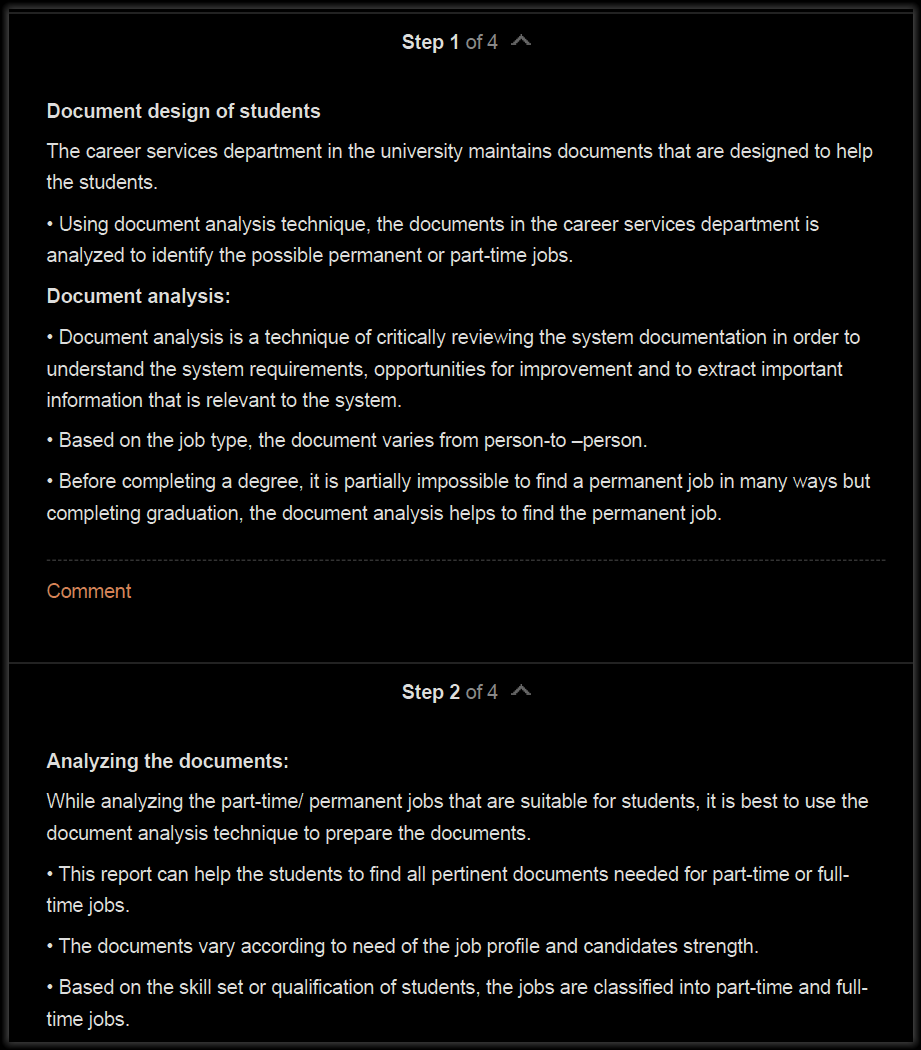 Step 1 of 4
Document design of students
The career services department in the university maintains documents that are designed to help
the students.
• Using document analysis technique, the documents in the career services department is
analyzed to identify the possible permanent or part-time jobs.
Document analysis:
• Document analysis is a technique of critically reviewing the system documentation in order to
understand the system requirements, opportunities for improvement and to extract important
information that is relevant to the system.
• Based on the job type, the document varies from person-to –person.
• Before completing a degree, it is partially impossible to find a permanent job in many ways but
completing graduation, the document analysis helps to find the permanent job.
Comment
Step 2 of 4
Analyzing the documents:
While analyzing the part-time/ permanent jobs that are suitable for students, it is best to use the
document analysis technique to prepare the documents.
• This report can help the students to find all pertinent documents needed for part-time or full-
time jobs.
• The documents vary according to need of the job profile and candidates strength.
• Based on the skill set or qualification of students, the jobs are classified into part-time and full-
time jobs.